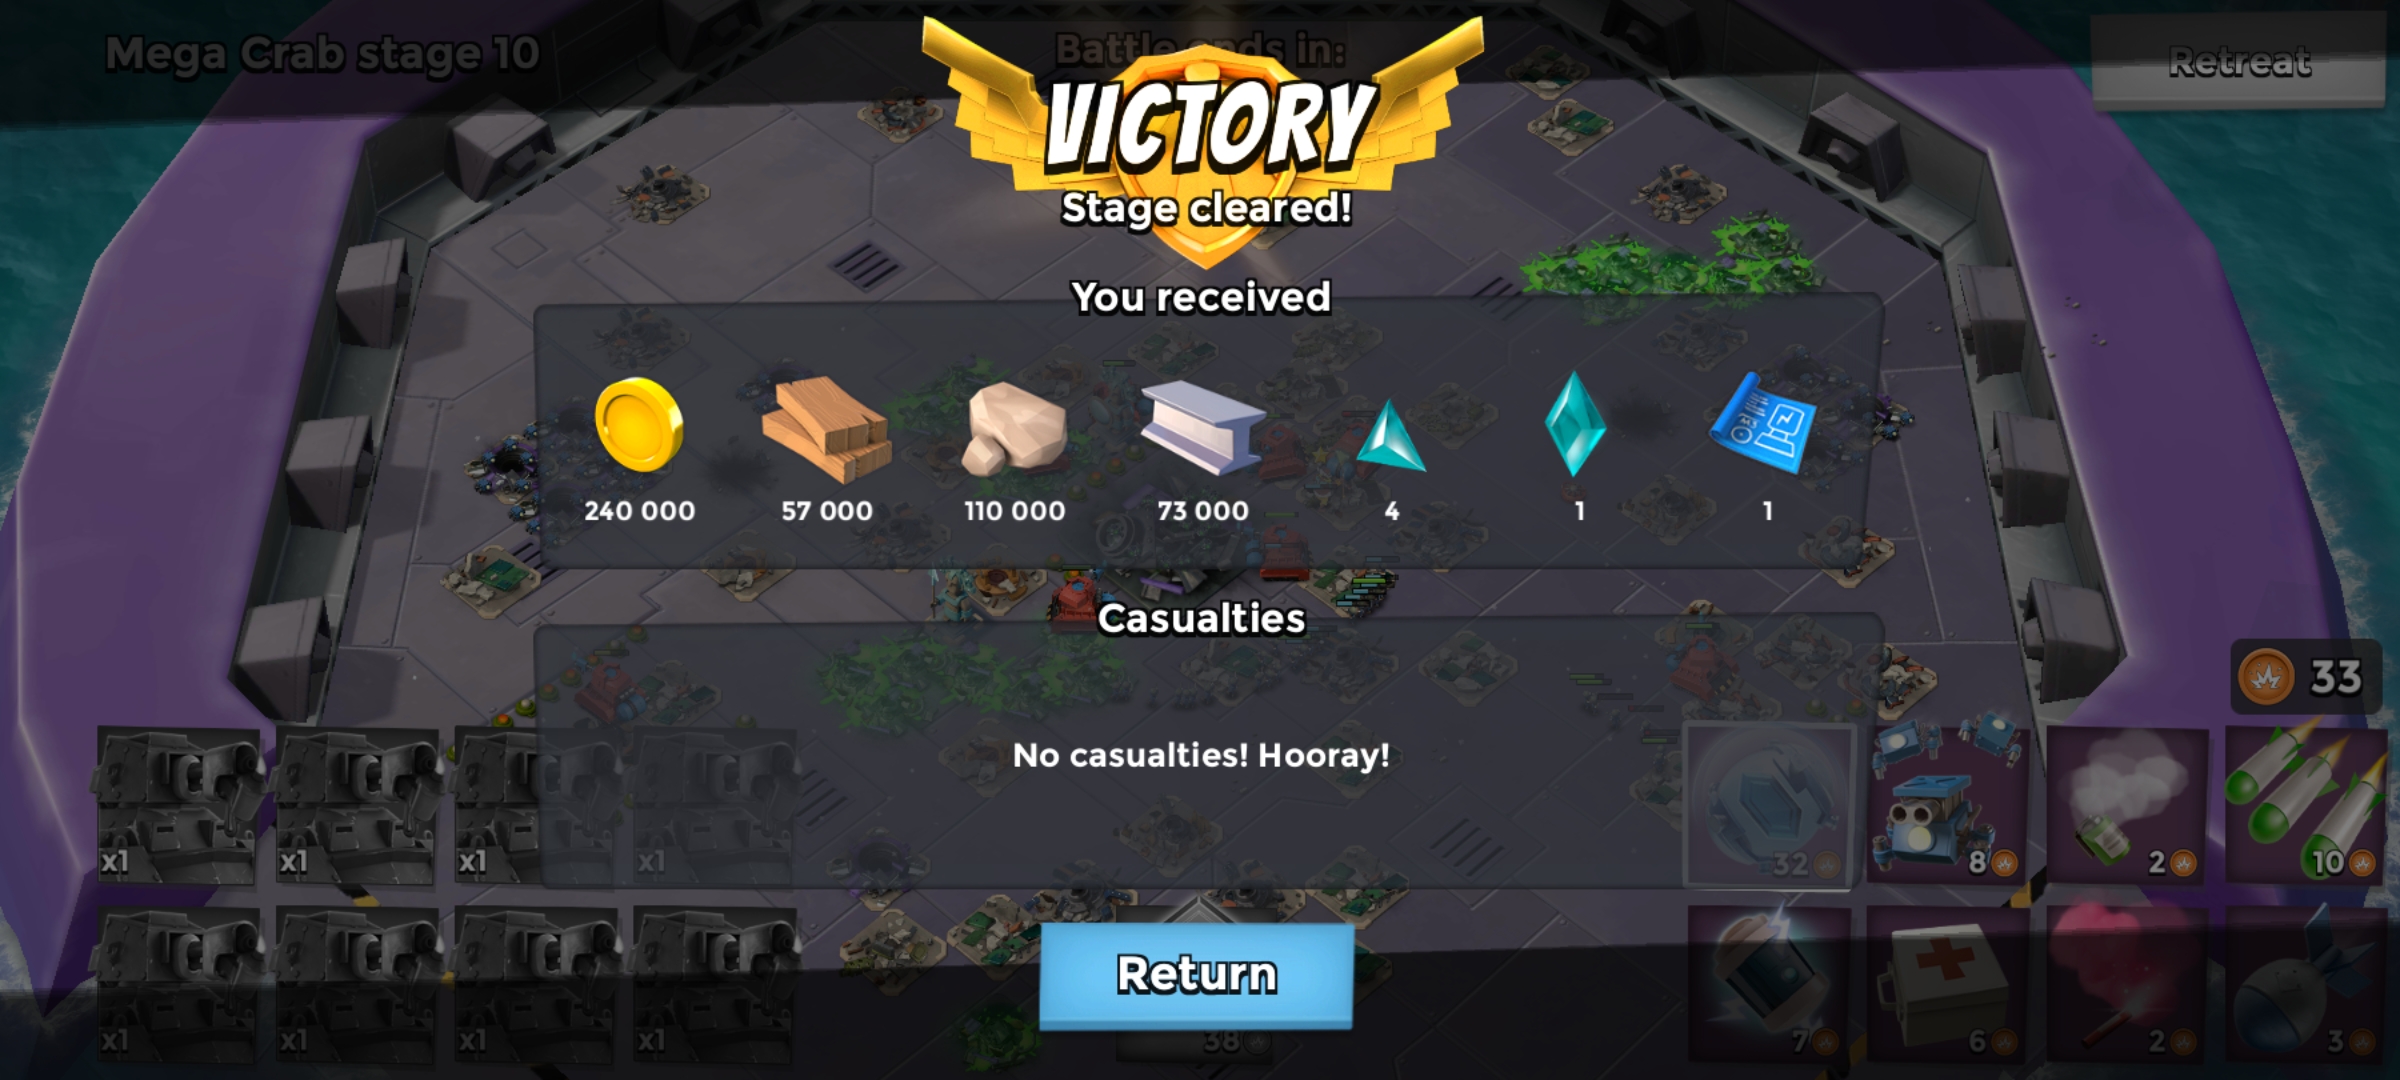 Mega Crab stage 10
Battle ends in:
Retreat
VICTORY
Stage cleared!
You received
240 000
57 000
110 000
73 000
4
1
1
Casualties
No casualties! Hooray!
33
x1
x1
x1
x1
32
8
2
10
x1
x1
x1
x1
Return
38
7
6
2
3